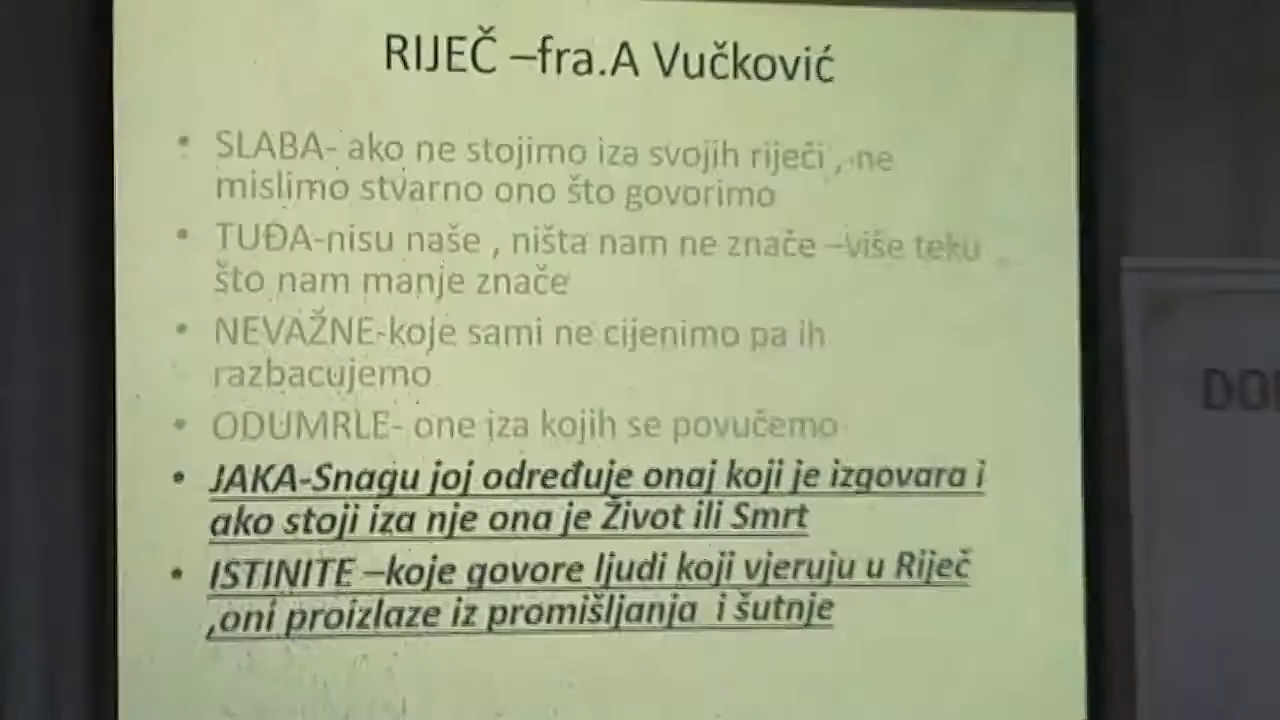 RIJEČ –fra.A Vučković
• SLABA- ako ne stojimo iza svojih riječi , ne
mislimo stvarno ono što govorimo
• TUĐA-nisu naše , ništa nam ne znače –više teku
što nam manje znače
• NEVAŽNE-koje sami ne cijenimo pa ih
razbacujemo
• ODUMRLE- one iza kojih se povučemo
• JAKA-Snagu joj određuje onaj koji je izgovara i
ako stoji iza nje ona je Život ili Smrt
• ISTINITE –koje govore ljudi koji vjeruju u Riječ
,oni proizlaze iz promišljanja i šutnje